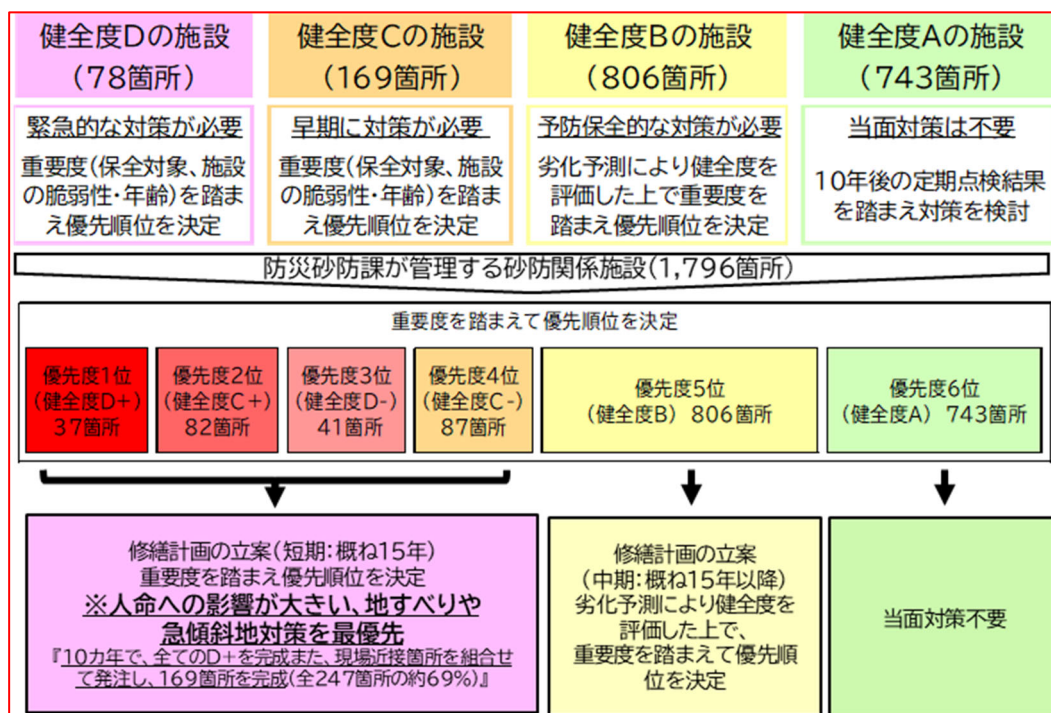 健全度Dの施設
(78箇所)
緊急的な対策が必要
重要度(保全対象、施設
の脆弱性・年齢)を踏ま
え優先順位を決定
健全度Cの施設
(169箇所)
早期に対策が必要
重要度(保全対象、施設
の脆弱性・年齢)を踏ま
え優先順位を決定
健全度Bの施設
(806箇所)
予防保全的な対策が必要
劣化予測により健全度を
評価した上で重要度を
踏まえ優先順位を決定
健全度Aの施設
(743箇所)
当面対策は不要
10年後の定期点検結果
を踏まえ対策を検討
防災砂防課が管理する砂防関係施設(1,796箇所)
重要度を踏まえて優先順位を決定
優先度1位
(健全度D+)
37箇所
優先度2位
(健全度C+)
82箇所
優先度3位
(健全度D-)
41箇所
優先度4位
(健全度C-)
87箇所
優先度5位
(健全度B) 806箇所
優先度6位
(健全度A) 743箇所
修繕計画の立案(短期:概ね15年)
重要度を踏まえ優先順位を決定
※人命への影響が大きい、地すべりや
急傾斜地対策を最優先
『10カ年で、全てのD+を完成また、現場近接箇所を組合せ
て発注し、169箇所を完成(全247箇所の約69%)』
修繕計画の立案
(中期:概ね15年以降)
劣化予測により健全度を
評価した上で、
重要度を踏まえて優先順
位を決定
当面対策不要